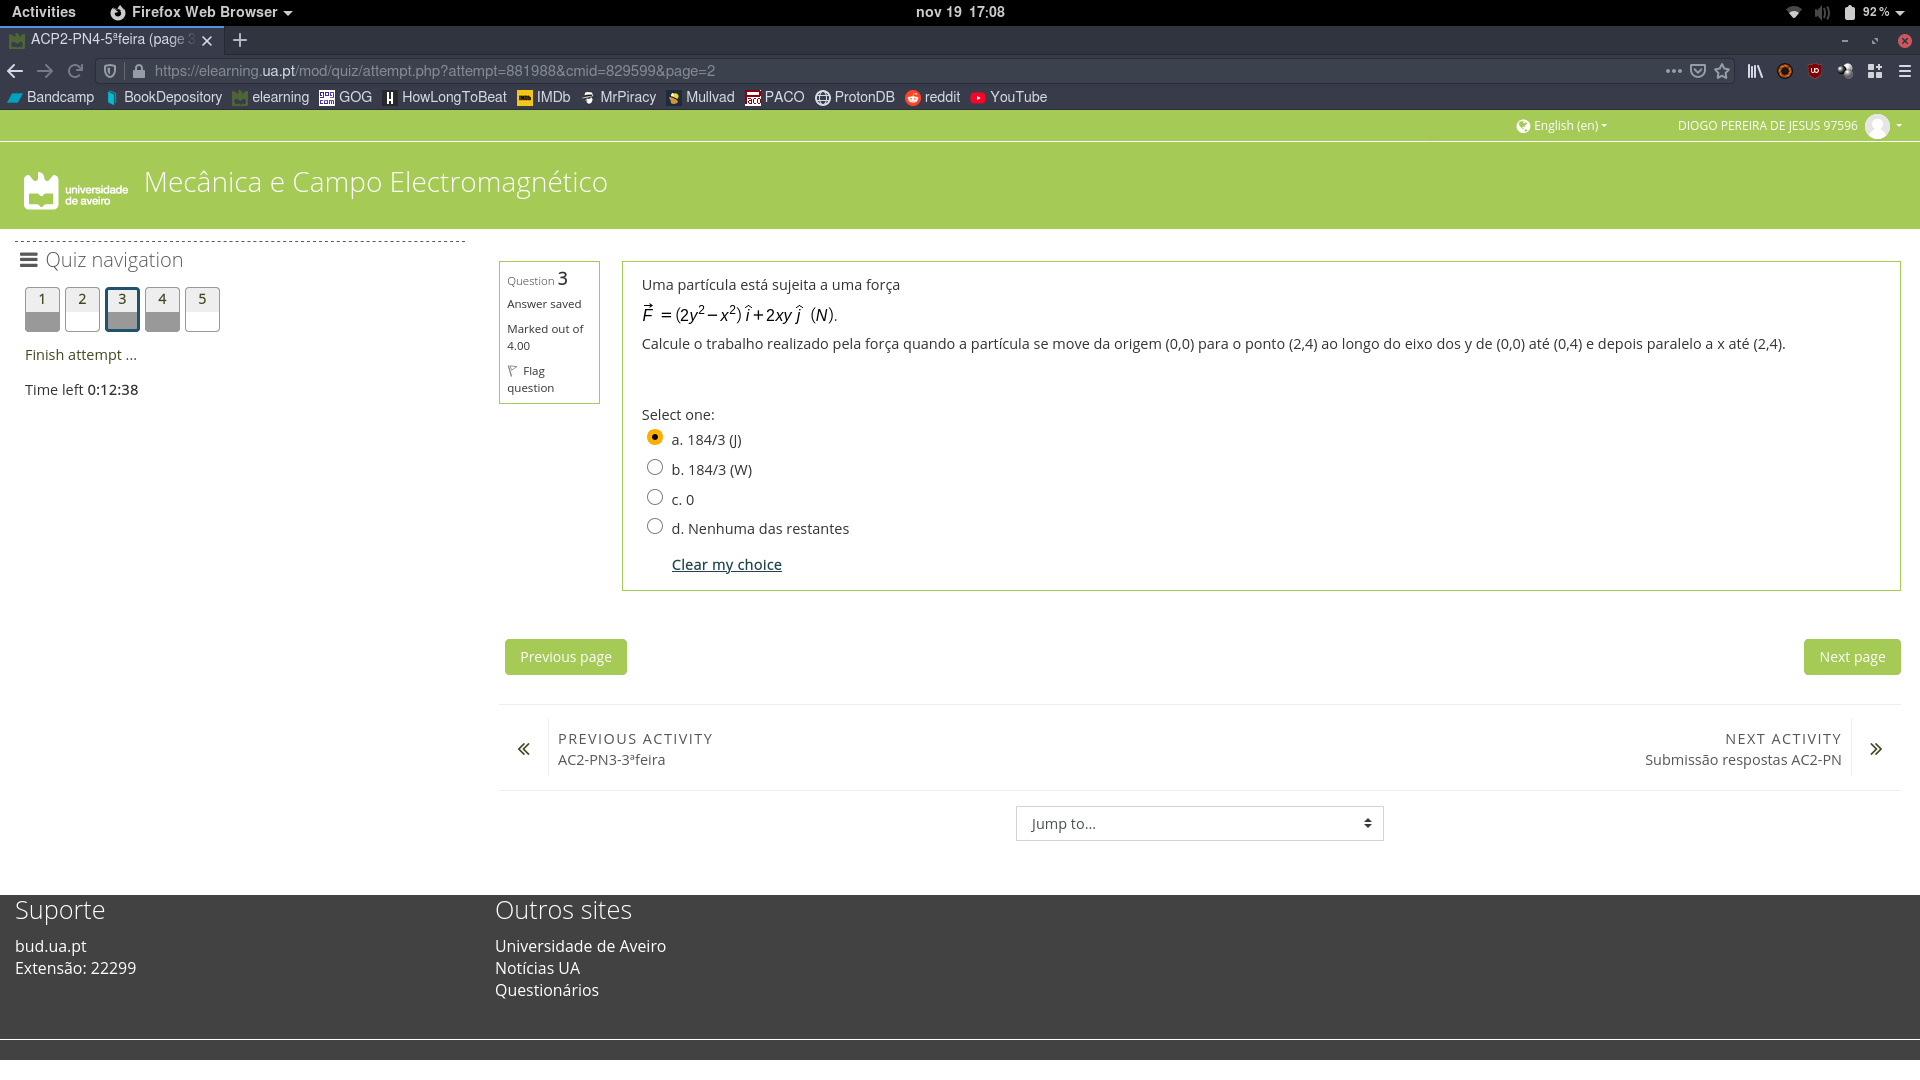 Activities
Firefox Web Browser
nov 19 17:08
92 %
ACP2-PN4-5ªfeira (page 3
https://elearning.ua.pt/mod/quiz/attempt.php?attempt=881988&cmid=829599&page=2
Bandcamp BookDepository elearning GOG HowLongToBeat IMDb MrPiracy Mullvad PACO ProtonDB reddit YouTube
English (en)
DIOGO PEREIRA DE JESUS 97596
universidade
de aveiro
Mecânica e Campo Electromagnético
Quiz navigation
1 2 3 4 5
Finish attempt ...
Time left 0:12:38
Question 3
Answer saved
Marked out of
4.00
Flag
question
Uma partícula está sujeita a uma força
F⃗ = (2y² − x²) î + 2xy ĵ (N).
Calcule o trabalho realizado pela força quando a partícula se move da origem (0,0) para o ponto (2,4) ao longo do eixo dos y de (0,0) até (0,4) e depois paralelo a x até (2,4).
Select one:
a. 184/3 (J)
b. 184/3 (W)
c. 0
d. Nenhuma das restantes
Clear my choice
Previous page
Next page
PREVIOUS ACTIVITY
AC2-PN3-3ªfeira
NEXT ACTIVITY
Submissão respostas AC2-PN
Jump to...
Suporte
bud.ua.pt
Extensão: 22299
Outros sites
Universidade de Aveiro
Notícias UA
Questionários